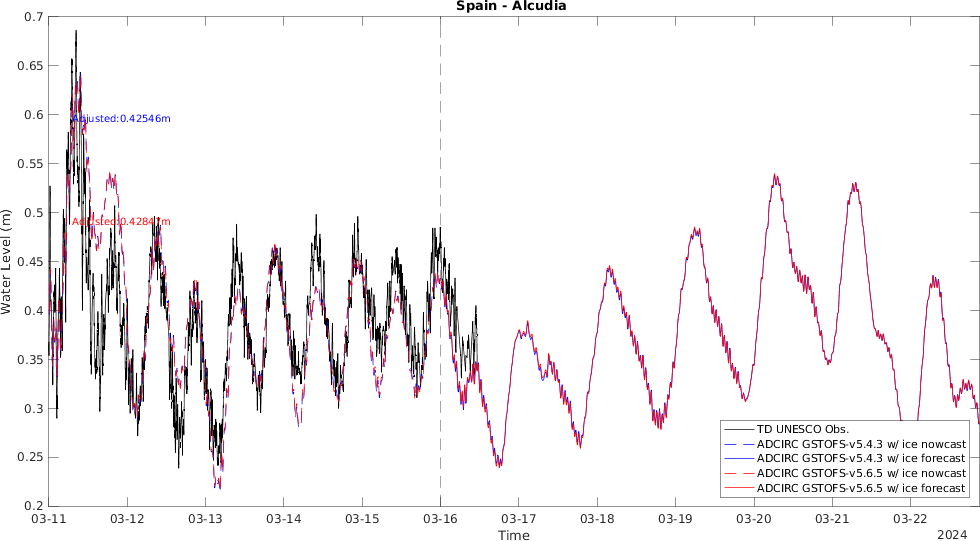 Spain - Alcudia
Water Level (m)
0.7
0.65
0.6
0.55
0.5
0.45
0.4
0.35
0.3
0.25
0.2
Adjusted:0.42546m
TD UNESCO Obs.
ADCIRC GSTOFS-v5.4.3 w/ ice nowcast
ADCIRC GSTOFS-v5.4.3 w/ ice forecast
ADCIRC GSTOFS-v5.6.5 w/ ice nowcast
ADCIRC GSTOFS-v5.6.5 w/ ice forecast
03-11 03-12 03-13 03-14 03-15 03-16 03-17 03-18 03-19 03-20 03-21 03-22
Time
2024